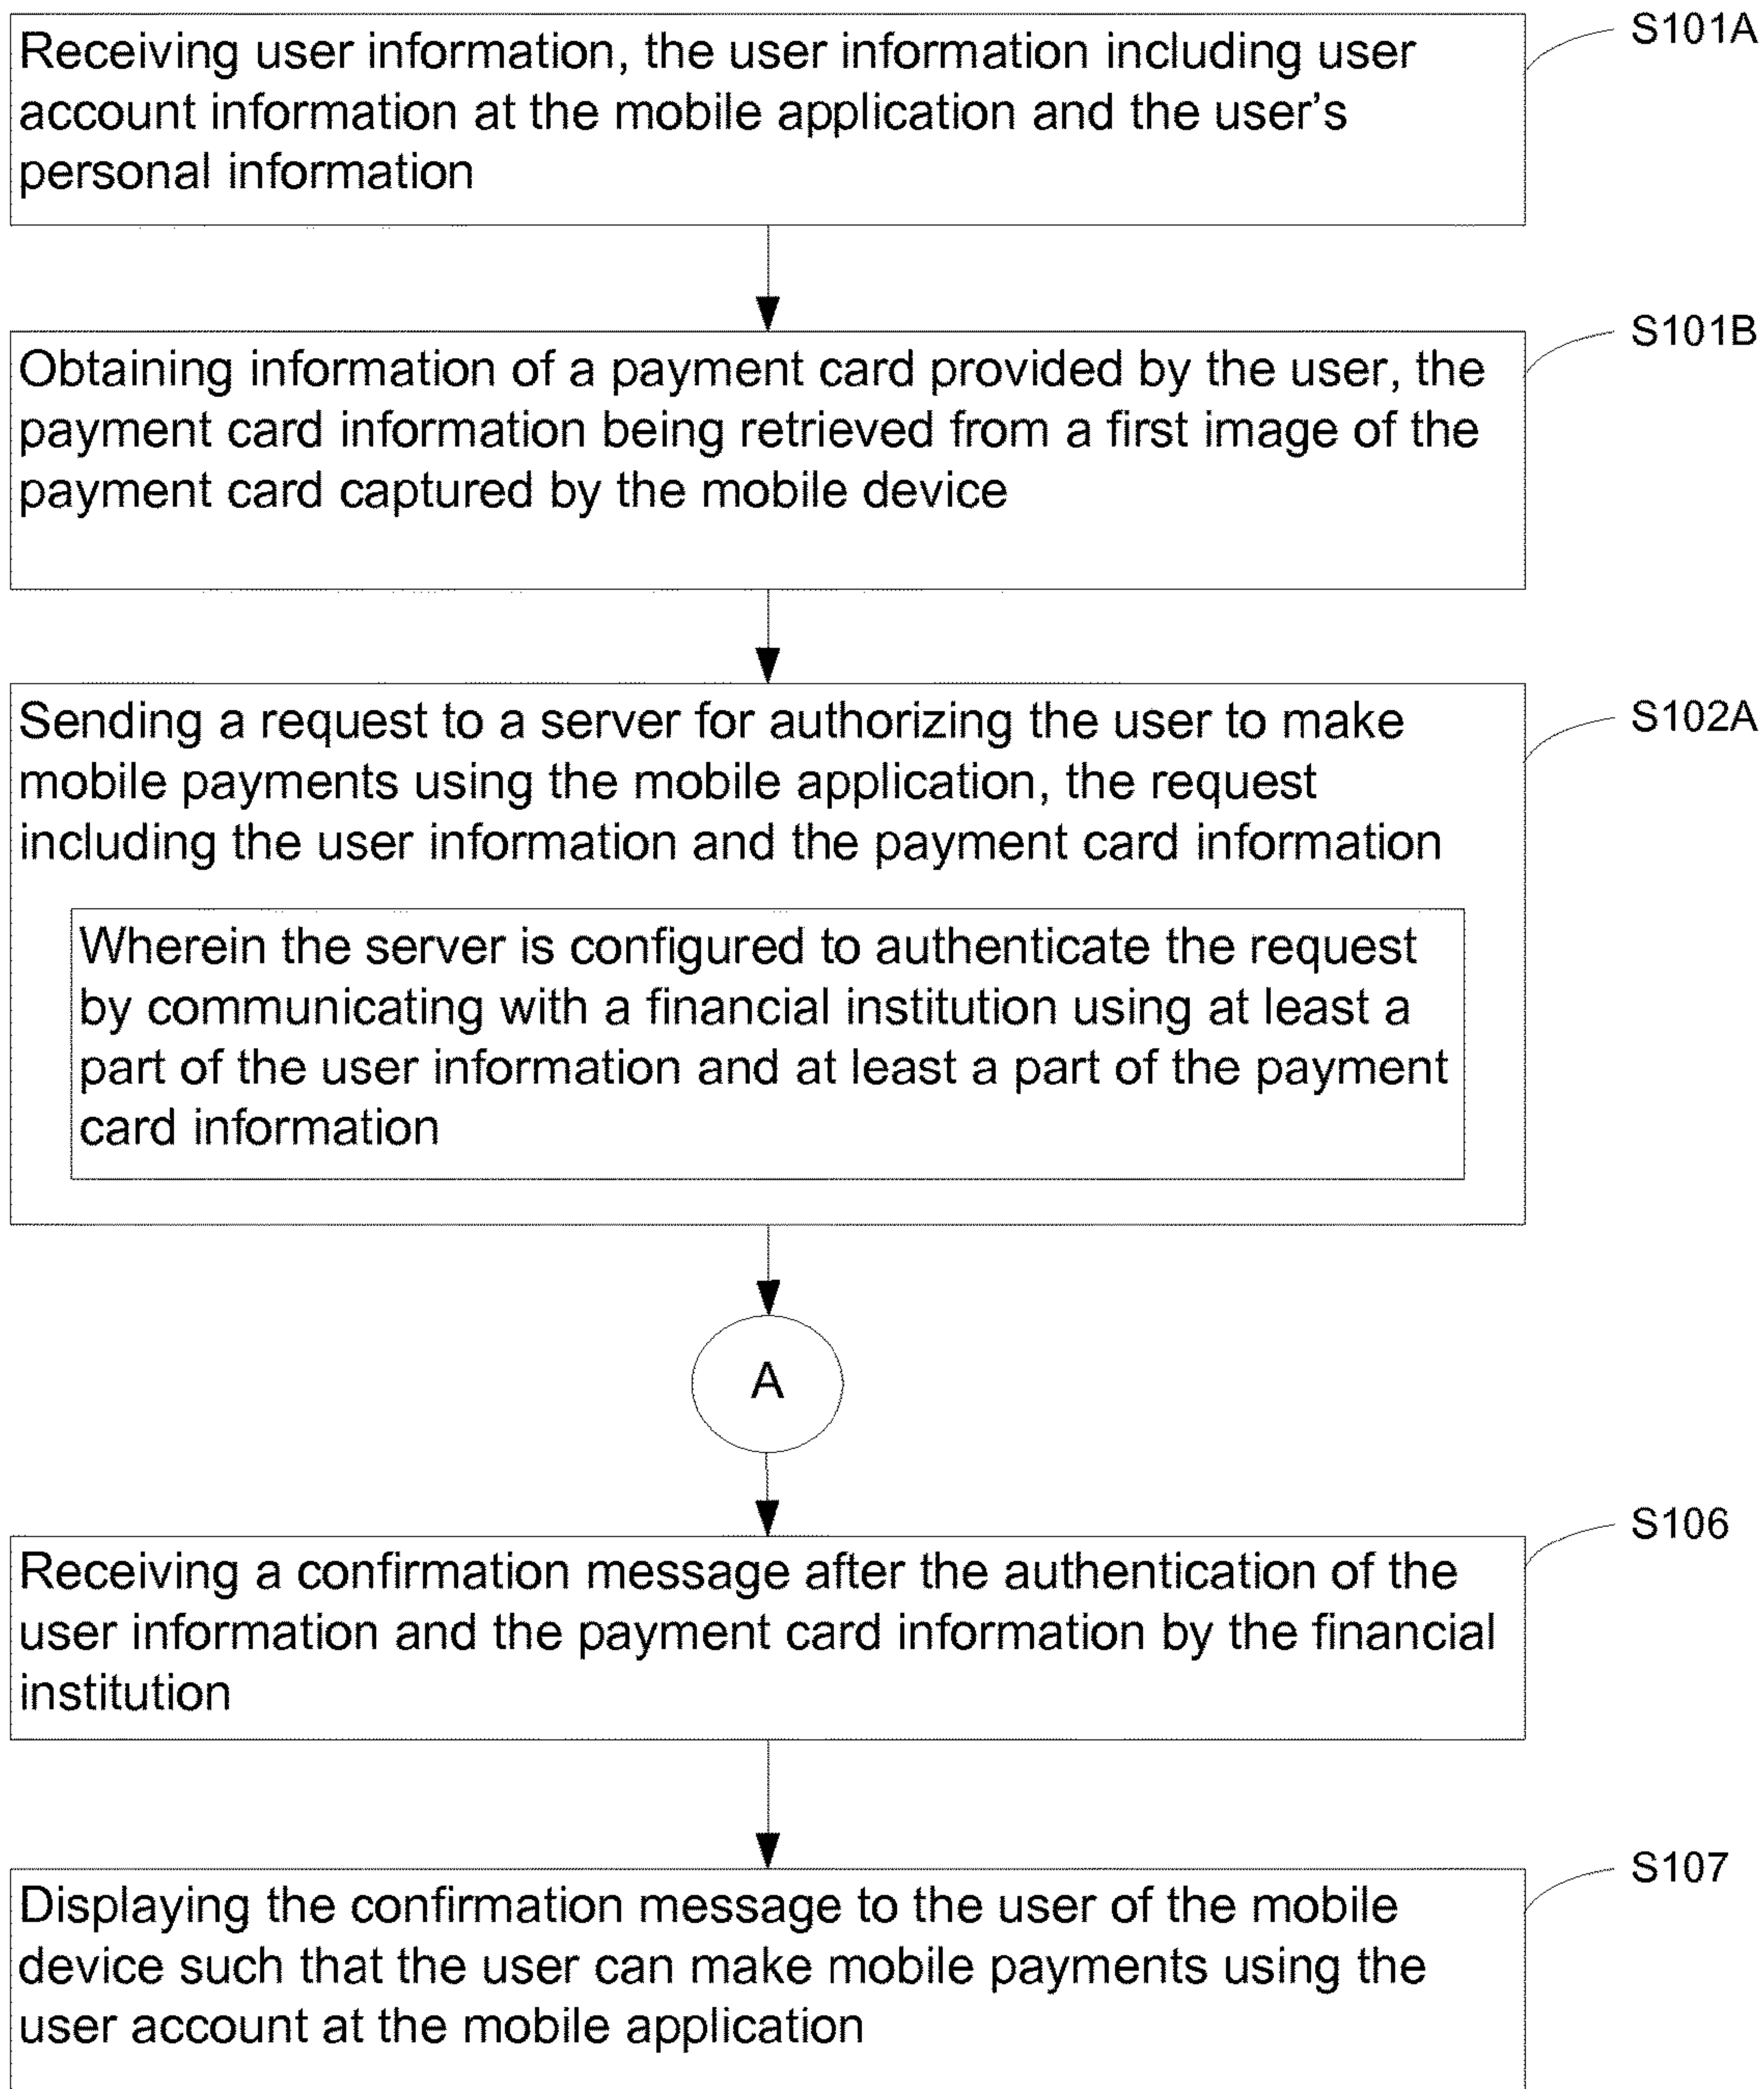 Receiving user information, the user information including user
account information at the mobile application and the user's
personal information
S101A
Obtaining information of a payment card provided by the user, the
payment card information being retrieved from a first image of the
payment card captured by the mobile device
S101B
Sending a request to a server for authorizing the user to make
mobile payments using the mobile application, the request
including the user information and the payment card information
S102A
Wherein the server is configured to authenticate the request
by communicating with a financial institution using at least a
part of the user information and at least a part of the payment
card information
A
Receiving a confirmation message after the authentication of the
user information and the payment card information by the financial
institution
S106
Displaying the confirmation message to the user of the mobile
device such that the user can make mobile payments using the
user account at the mobile application
S107